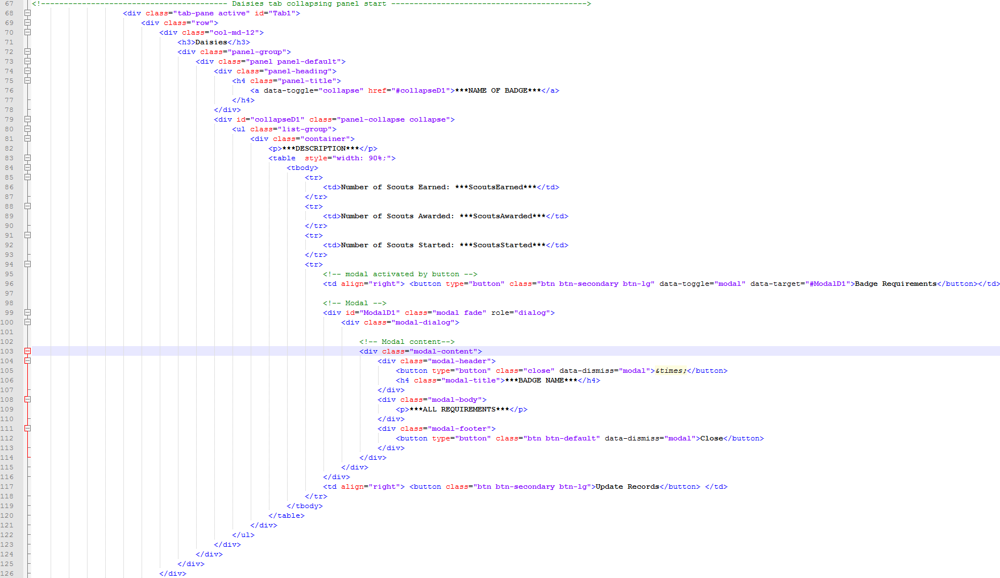 67 <!----------------------------------------- Daisies tab collapsing panel start ------------------------------------------->
68 <div class="tab-pane active" id="Tab1">
69 <div class="row">
70 <div class="col-md-12">
71 <h3>Daisies</h3>
72 <div class="panel-group">
73 <div class="panel panel-default">
74 <div class="panel-heading">
75 <h4 class="panel-title">
76 <a data-toggle="collapse" href="#collapseD1">***NAME OF BADGE***</a>
77 </h4>
78 </div>
79 <div id="collapseD1" class="panel-collapse collapse">
80 <ul class="list-group">
81 <div class="container">
82 <p>***DESCRIPTION***</p>
83 <table  style="width: 90%;">
84 <tbody>
85 <tr>
86 <td>Number of Scouts Earned: ***ScoutsEarned***</td>
87 </tr>
88 <tr>
89 <td>Number of Scouts Awarded: ***ScoutsAwarded***</td>
90 </tr>
91 <tr>
92 <td>Number of Scouts Started: ***ScoutsStarted***</td>
93 </tr>
94 <tr>
95 <!-- modal activated by button -->
96 <td align="right"> <button type="button" class="btn btn-secondary btn-lg" data-toggle="modal" data-target="#ModalD1">Badge Requirements</button></td>
97
98 <!-- Modal -->
99 <div id="ModalD1" class="modal fade" role="dialog">
100 <div class="modal-dialog">
101
102 <!-- Modal content-->
103 <div class="modal-content">
104 <div class="modal-header">
105 <button type="button" class="close" data-dismiss="modal">&times;</button>
106 <h4 class="modal-title">***BADGE NAME***</h4>
107 </div>
108 <div class="modal-body">
109 <p>***ALL REQUIREMENTS***</p>
110 </div>
111 <div class="modal-footer">
112 <button type="button" class="btn btn-default" data-dismiss="modal">Close</button>
113 </div>
114 </div>
115 </div>
116 </div>
117 <td align="right"> <button class="btn btn-secondary btn-lg">Update Records</button> </td>
118 </tr>
119 </tbody>
120 </table>
121 </div>
122 </ul>
123 </div>
124 </div>
125 </div>
126 </div>